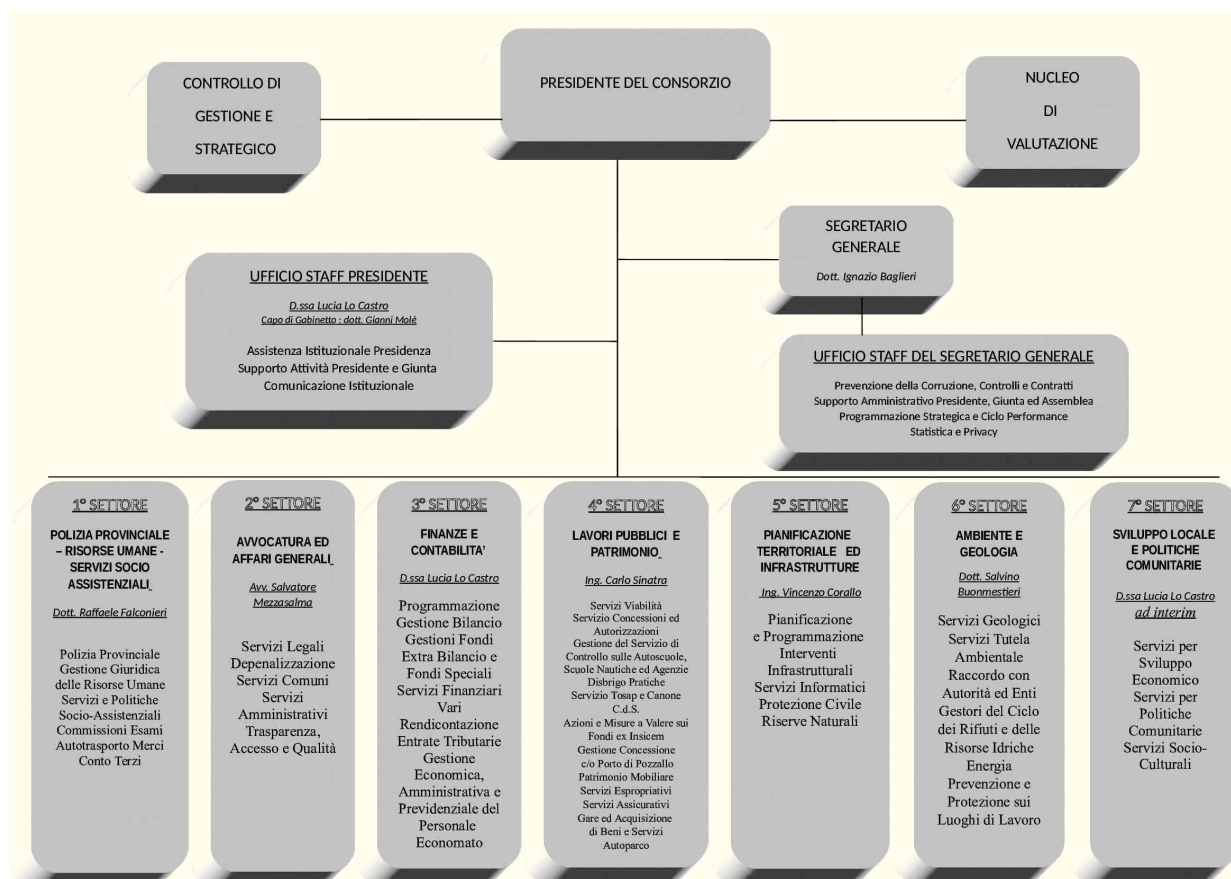 CONTROLLO DI
GESTIONE E
STRATEGICO
PRESIDENTE DEL CONSORZIO
NUCLEO
DI
VALUTAZIONE
SEGRETARIO
GENERALE
Dott. Ignazio Baglieri
UFFICIO STAFF PRESIDENTE
D.ssa Lucia Lo Castro
Capo di Gabinetto : dott. Gianni Molè
Assistenza Istituzionale Presidenza
Supporto Attività Presidente e Giunta
Comunicazione Istituzionale
UFFICIO STAFF DEL SEGRETARIO GENERALE
Prevenzione della Corruzione, Controlli e Contratti
Supporto Amministrativo Presidente, Giunta ed Assemblea
Programmazione Strategica e Ciclo Performance
Statistica e Privacy
1° SETTORE
POLIZIA PROVINCIALE
– RISORSE UMANE -
SERVIZI SOCIO
ASSISTENZIALI
Dott. Raffaele Falconieri
Polizia Provinciale
Gestione Giuridica
delle Risorse Umane
Servizi e Politiche
Socio-Assistenziali
Commissioni Esami
Autotrasporto Merci
Conto Terzi
2° SETTORE
AVVOCATURA ED
AFFARI GENERALI
Avv. Salvatore
Mezzasalma
Servizi Legali
Depenalizzazione
Servizi Comuni
Servizi
Amministrativi
Trasparenza,
Accesso e Qualità
3° SETTORE
FINANZE E
CONTABILITA'
D.ssa Lucia Lo Castro
Programmazione
Gestione Bilancio
Gestioni Fondi
Extra Bilancio e
Fondi Speciali
Servizi Finanziari
Vari
Rendicontazione
Entrate Tributarie
Gestione
Economica,
Amministrativa e
Previdenziale del
Personale
Economato
4° SETTORE
LAVORI PUBBLICI E
PATRIMONIO
Ing. Carlo Sinatra
Servizi Viabilità
Servizio Concessioni ed
Autorizzazioni
Gestione del Servizio di
Controllo sulle Autoscuole,
Scuole Nautiche ed Agenzie
Disbrigo Pratiche
Servizio Tosap e Canone
C.d.S.
Azioni e Misure a Valere sui
Fondi ex Insicem
Gestione Concessione
c/o Porto di Pozzallo
Patrimonio Mobiliare
Servizi Espropriativi
Servizi Assicurativi
Gare ed Acquisizione
di Beni e Servizi
Autoparco
5° SETTORE
PIANIFICAZIONE
TERRITORIALE ED
INFRASTRUTTURE
Ing. Vincenzo Corallo
Pianificazione
e Programmazione
Interventi
Infrastrutturali
Servizi Informatici
Protezione Civile
Riserve Naturali
6° SETTORE
AMBIENTE E
GEOLOGIA
Dott. Salvino
Buonmestieri
Servizi Geologici
Servizi Tutela
Ambientale
Raccordo con
Autorità ed Enti
Gestori del Ciclo
dei Rifiuti e delle
Risorse Idriche
Energia
Prevenzione e
Protezione sui
Luoghi di Lavoro
7° SETTORE
SVILUPPO LOCALE
E POLITICHE
COMUNITARIE
D.ssa Lucia Lo Castro
ad interim
Servizi per
Sviluppo
Economico
Servizi per
Politiche
Comunitarie
Servizi Socio-
Culturali